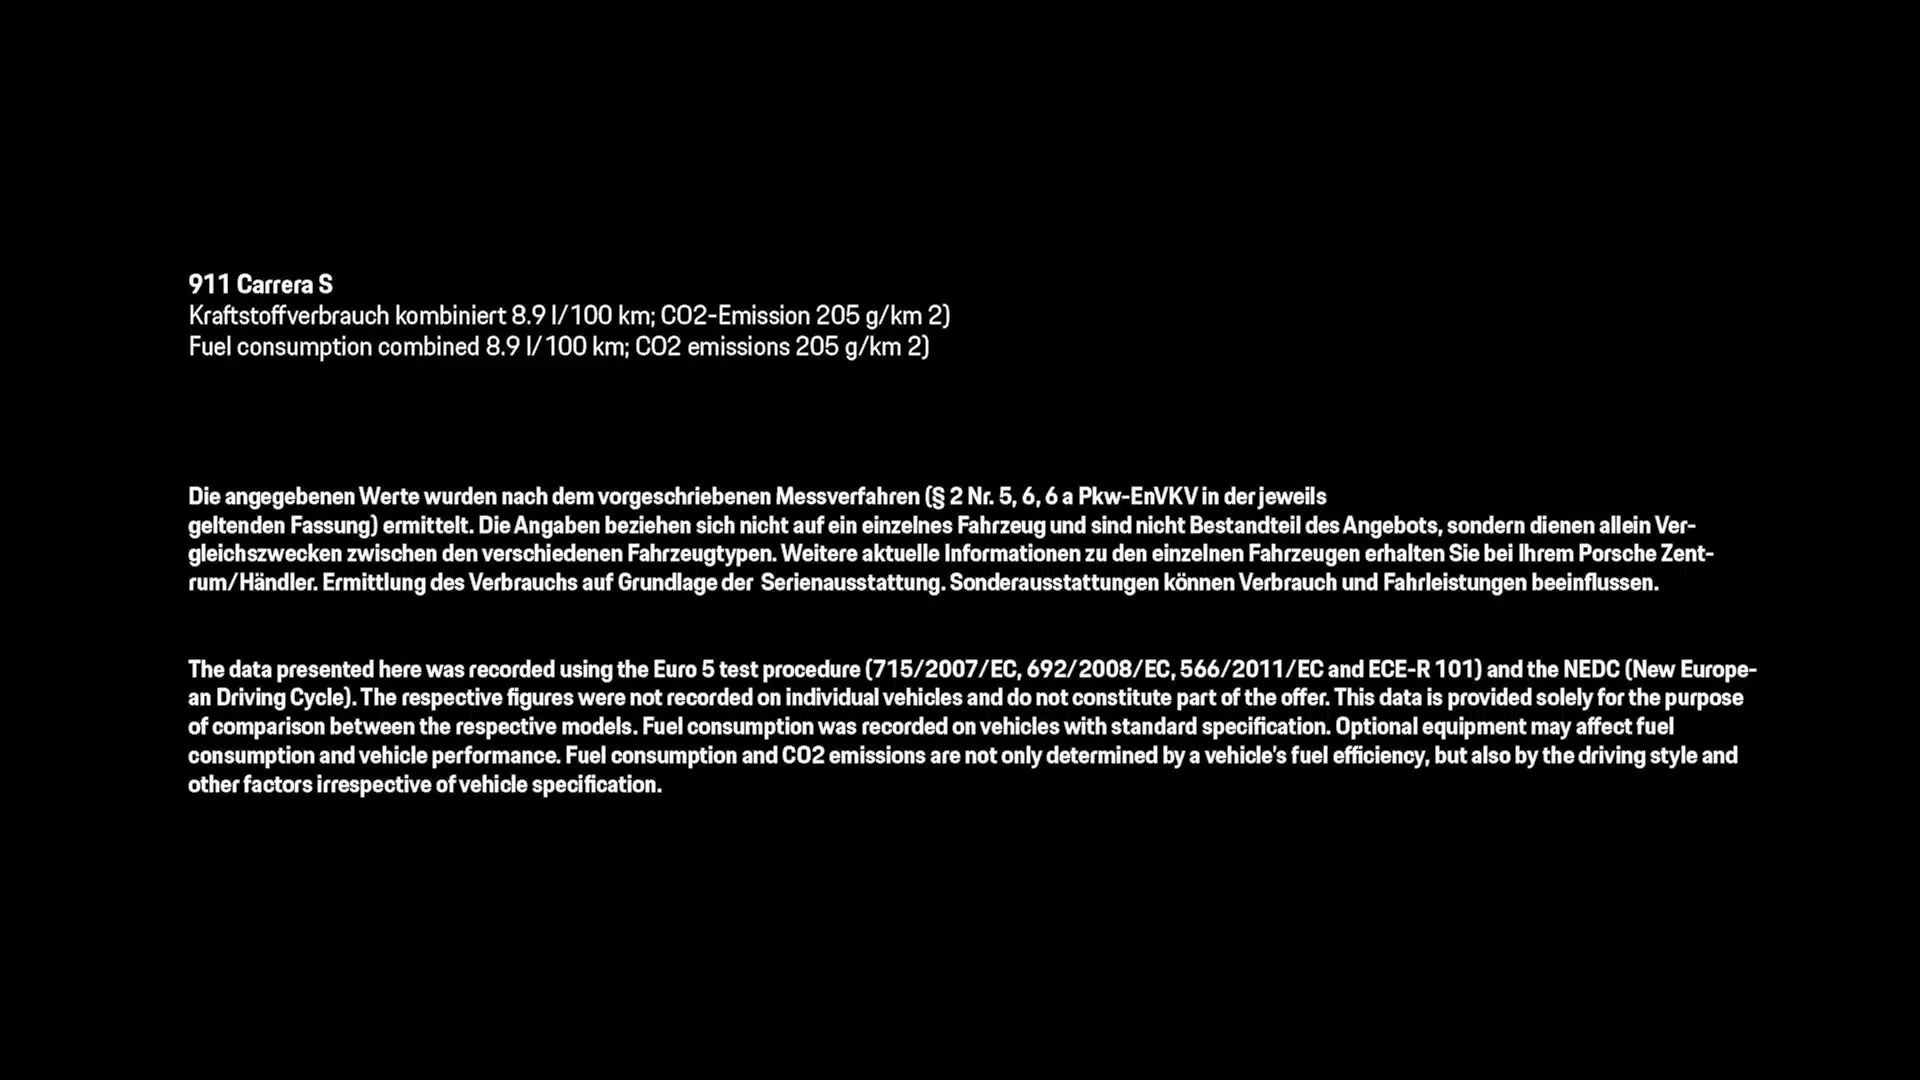 911 Carrera S
Kraftstoffverbrauch kombiniert 8.9 l/100 km; CO2-Emission 205 g/km 2)
Fuel consumption combined 8.9 l/100 km; CO2 emissions 205 g/km 2)
Die angegebenen Werte wurden nach dem vorgeschriebenen Messverfahren (§ 2 Nr. 5, 6, 6 a Pkw-EnVKV in der jeweils
geltenden Fassung) ermittelt. Die Angaben beziehen sich nicht auf ein einzelnes Fahrzeug und sind nicht Bestandteil des Angebots, sondern dienen allein Ver-
gleichszwecken zwischen den verschiedenen Fahrzeugtypen. Weitere aktuelle Informationen zu den einzelnen Fahrzeugen erhalten Sie bei Ihrem Porsche Zent-
rum/Händler. Ermittlung des Verbrauchs auf Grundlage der Serienausstattung. Sonderausstattungen können Verbrauch und Fahrleistungen beeinflussen.
The data presented here was recorded using the Euro 5 test procedure (715/2007/EC, 692/2008/EC, 566/2011/EC and ECE-R 101) and the NEDC (New Europe-
an Driving Cycle). The respective figures were not recorded on individual vehicles and do not constitute part of the offer. This data is provided solely for the purpose
of comparison between the respective models. Fuel consumption was recorded on vehicles with standard specification. Optional equipment may affect fuel
consumption and vehicle performance. Fuel consumption and CO2 emissions are not only determined by a vehicle's fuel efficiency, but also by the driving style and
other factors irrespective of vehicle specification.